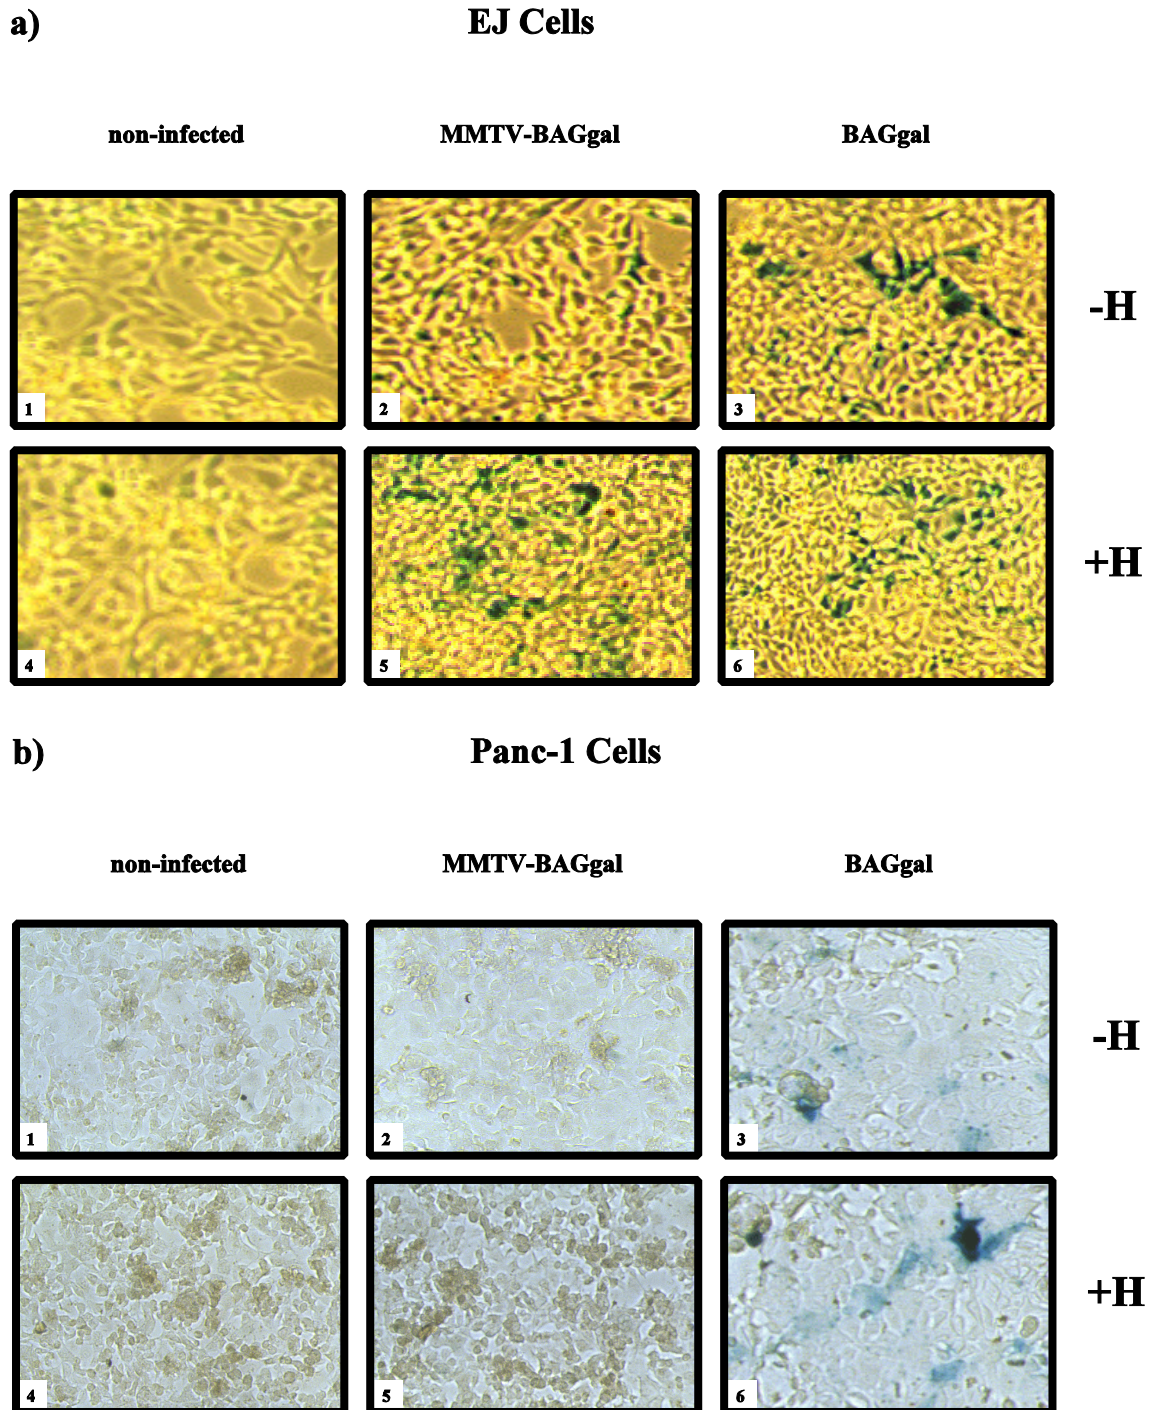 a)
EJ Cells
non-infected MMTV-BAGgal BAGgal
1 2 3 -H
4 5 6 +H
b)
Panc-1 Cells
non-infected MMTV-BAGgal BAGgal
1 2 3 -H
4 5 6 +H